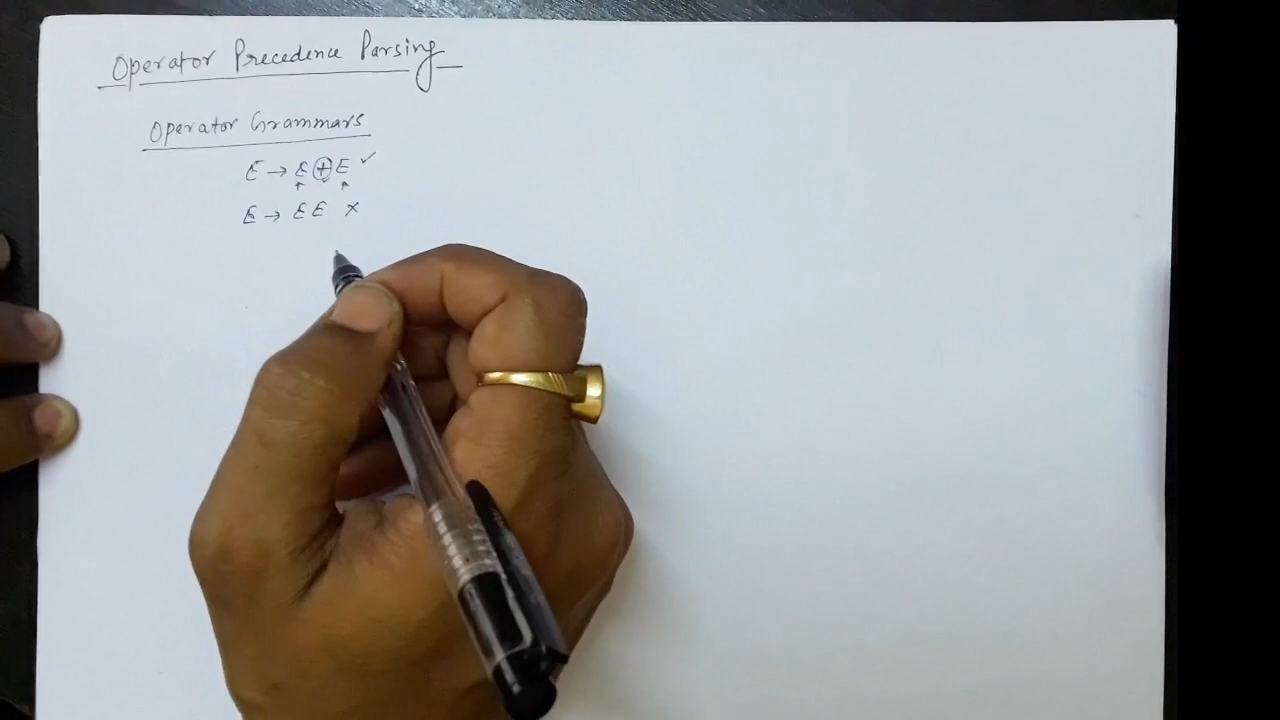 Operator Precedence Parsing
Operator Grammars
E → E + E ✓
E → E E ✗